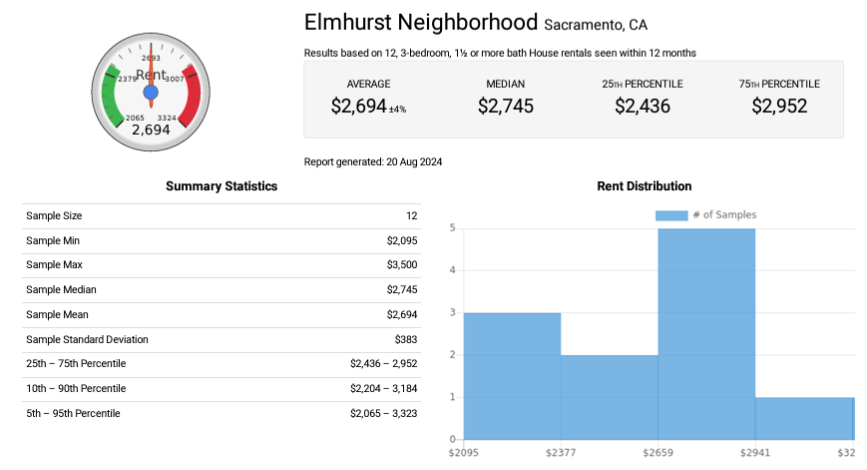 Elmhurst Neighborhood Sacramento, CA
Results based on 12, 3-bedroom, 1½ or more bath House rentals seen within 12 months
2693
2379 Rent 3007
2065 3324
2,694
AVERAGE MEDIAN 25TH PERCENTILE 75TH PERCENTILE
$2,694 ±4% $2,745 $2,436 $2,952
Report generated: 20 Aug 2024
Summary Statistics
Sample Size 12
Sample Min $2,095
Sample Max $3,500
Sample Median $2,745
Sample Mean $2,694
Sample Standard Deviation $383
25th – 75th Percentile $2,436 – 2,952
10th – 90th Percentile $2,204 – 3,184
5th – 95th Percentile $2,065 – 3,323
Rent Distribution
# of Samples
5
4
3
2
1
0
$2095 $2377 $2659 $2941 $32